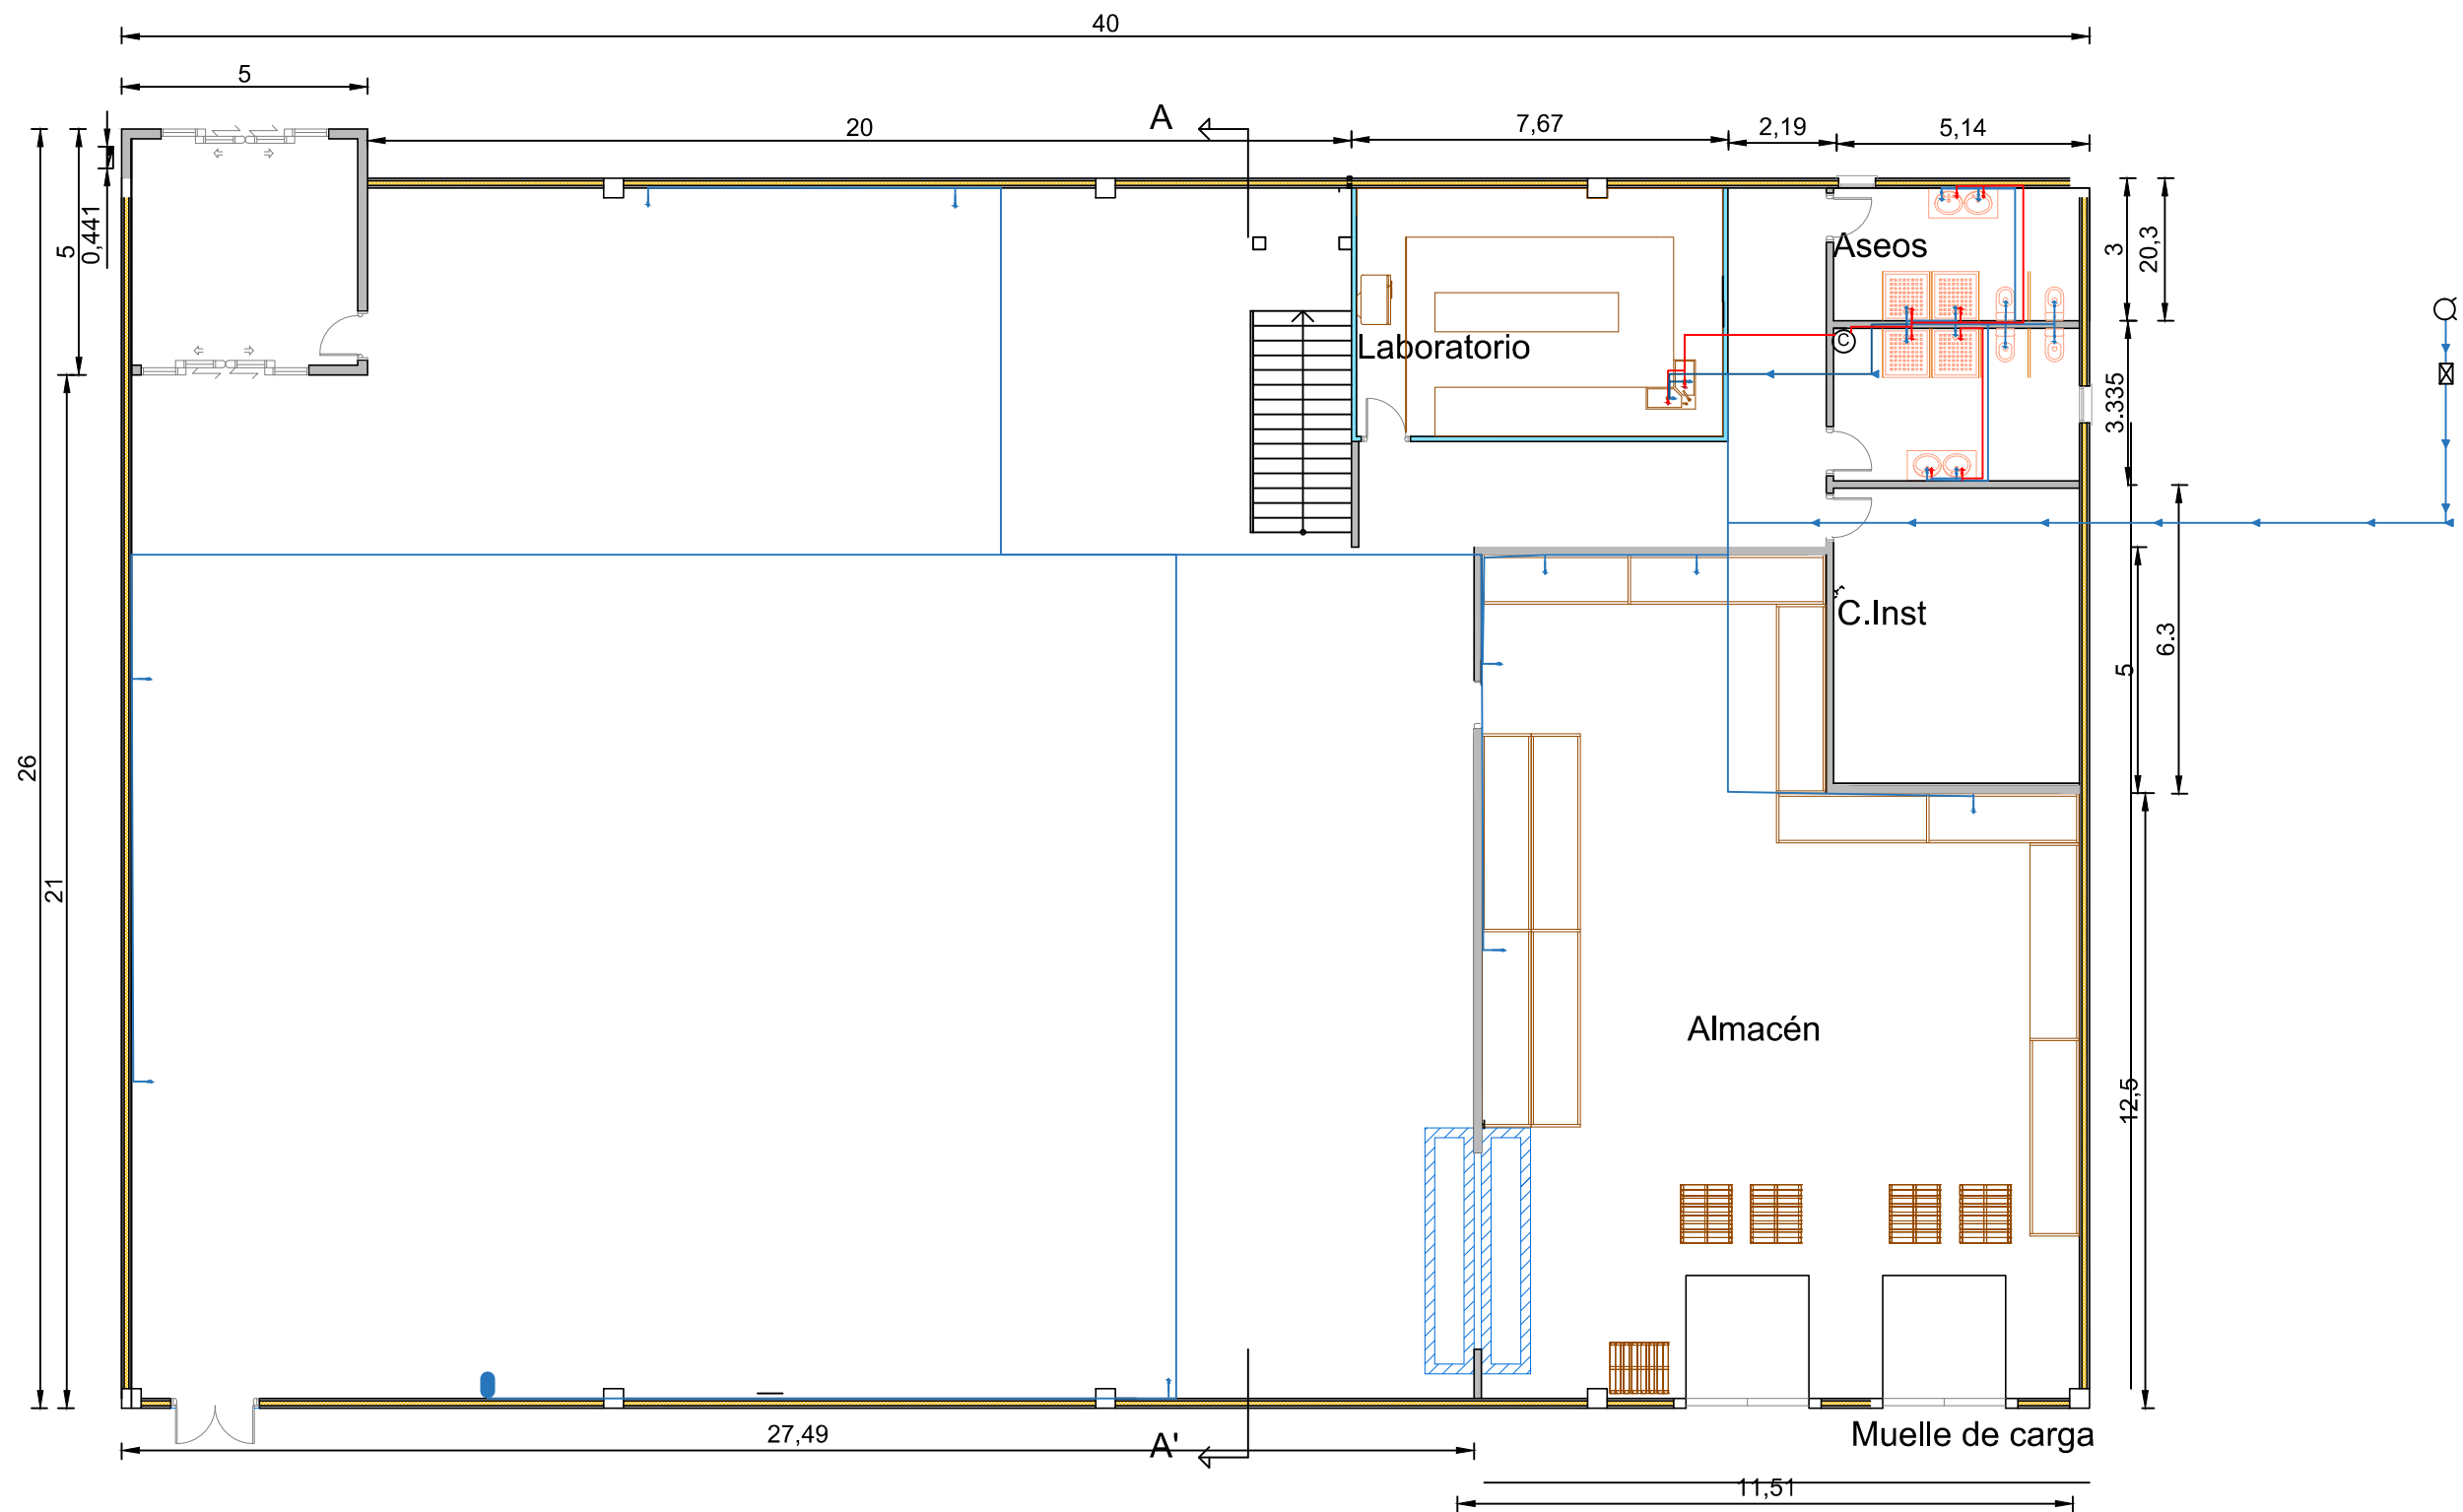 40
5
A
20
7,67
2,19
5,14
5
0,441
Aseos
3
20,3
Laboratorio
C
3.335
C.Inst
6.3
5
26
21
Almacén
12,5
27,49
A'
Muelle de carga
11,51